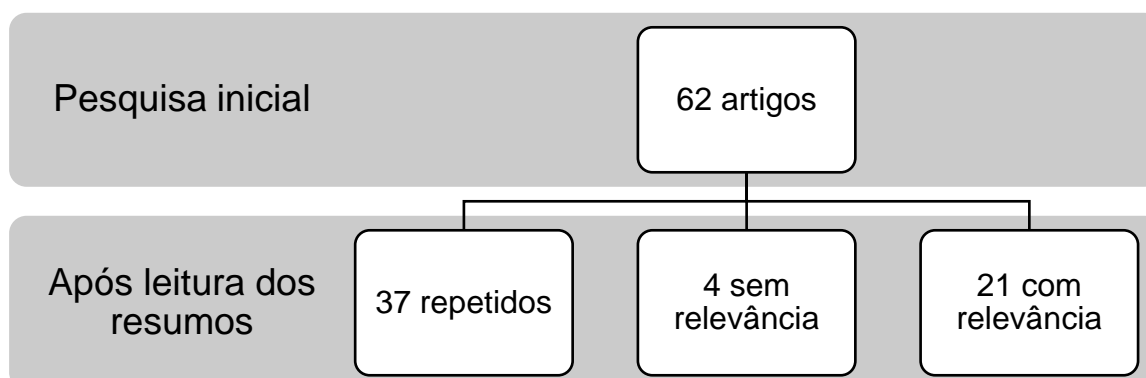 Pesquisa inicial
62 artigos
Após leitura dos
resumos
37 repetidos
4 sem
relevância
21 com
relevância